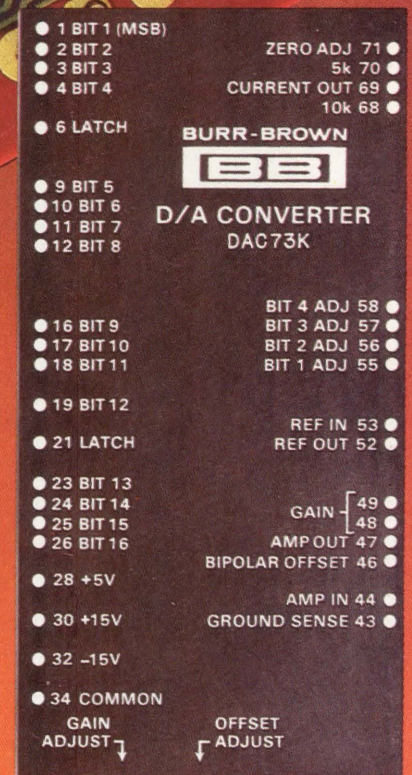 1 BIT 1 (MSB)
2 BIT 2
3 BIT 3
4 BIT 4
6 LATCH
9 BIT 5
10 BIT 6
11 BIT 7
12 BIT 8
16 BIT 9
17 BIT 10
18 BIT 11
19 BIT 12
21 LATCH
23 BIT 13
24 BIT 14
25 BIT 15
26 BIT 16
28 +5V
30 +15V
32 –15V
34 COMMON
ZERO ADJ 71
5k 70
CURRENT OUT 69
10k 68
BURR-BROWN
BB
D/A CONVERTER
DAC73K
BIT 4 ADJ 58
BIT 3 ADJ 57
BIT 2 ADJ 56
BIT 1 ADJ 55
REF IN 53
REF OUT 52
GAIN 49
48
AMP OUT 47
BIPOLAR OFFSET 46
AMP IN 44
GROUND SENSE 43
GAIN
ADJUST
OFFSET
ADJUST